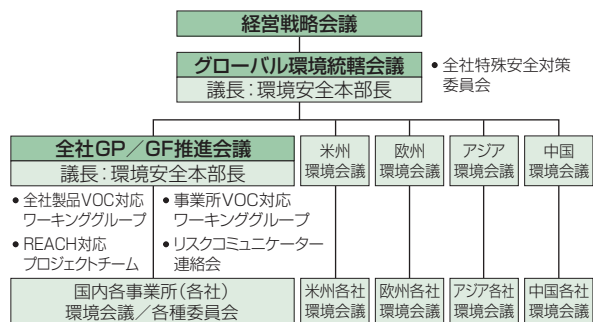 経営戦略会議
グローバル環境統轄会議
議長：環境安全本部長
• 全社特殊安全対策
委員会
全社GP／GF推進会議
議長：環境安全本部長
米州
環境会議
欧州
環境会議
アジア
環境会議
中国
環境会議
• 全社製品VOC対応
ワーキンググループ
• 事業所VOC対応
ワーキンググループ
• REACH対応
プロジェクトチーム
• リスクコミュニケーター
連絡会
国内各事業所（各社）
環境会議／各種委員会
米州各社
環境会議
欧州各社
環境会議
アジア各社
環境会議
中国各社
環境会議